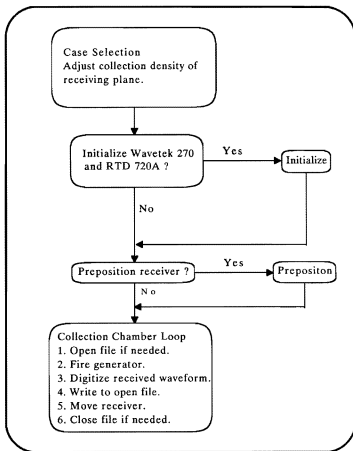 Case Selection
Adjust collection density of
receiving plane.
Initialize Wavetek 270
and RTD 720A ?
Yes
Initialize
No
Preposition receiver ?
Yes
Prepositon
No
Collection Chamber Loop
1. Open file if needed.
2. Fire generator.
3. Digitize received waveform.
4. Write to open file.
5. Move receiver.
6. Close file if needed.